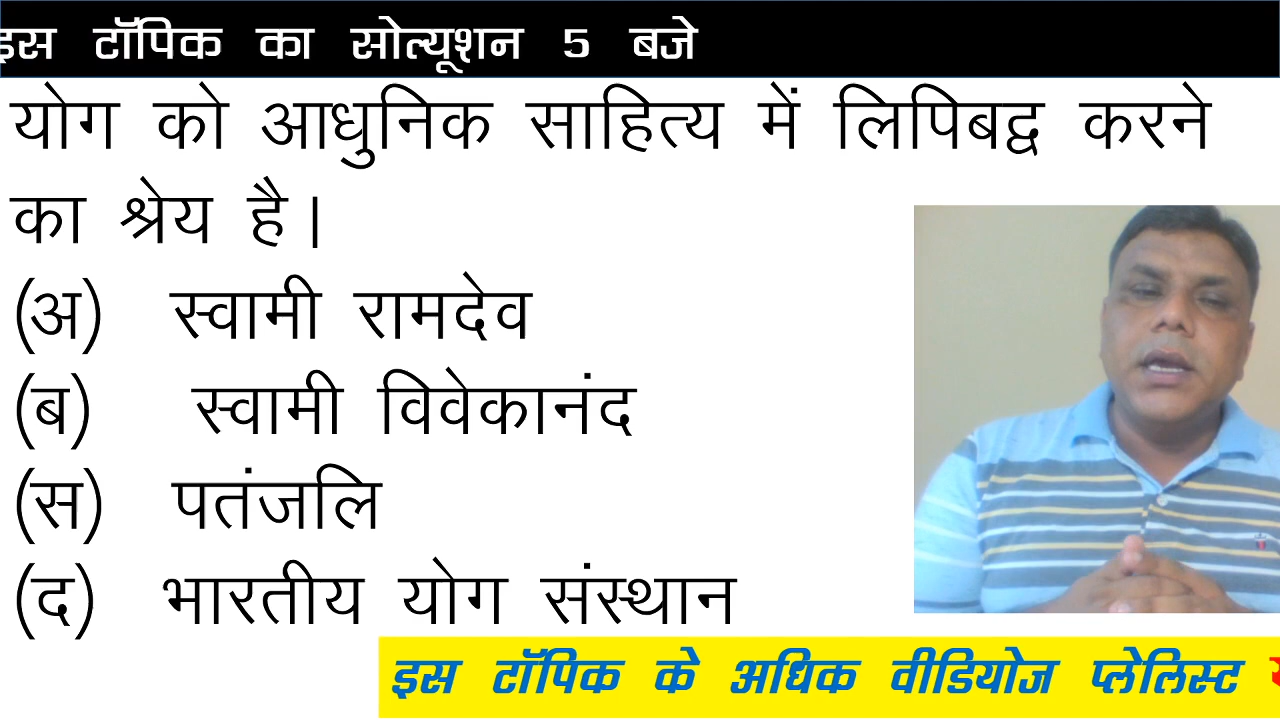 इस टॉपिक का सोल्यूशन 5 बजे
योग को आधुनिक साहित्य में लिपिबद्व करने
का श्रेय है।
(अ) स्वामी रामदेव
(ब) स्वामी विवेकानंद
(स) पतंजलि
(द) भारतीय योग संस्थान
इस टॉपिक के अधिक वीडियोज प्लेलिस्ट